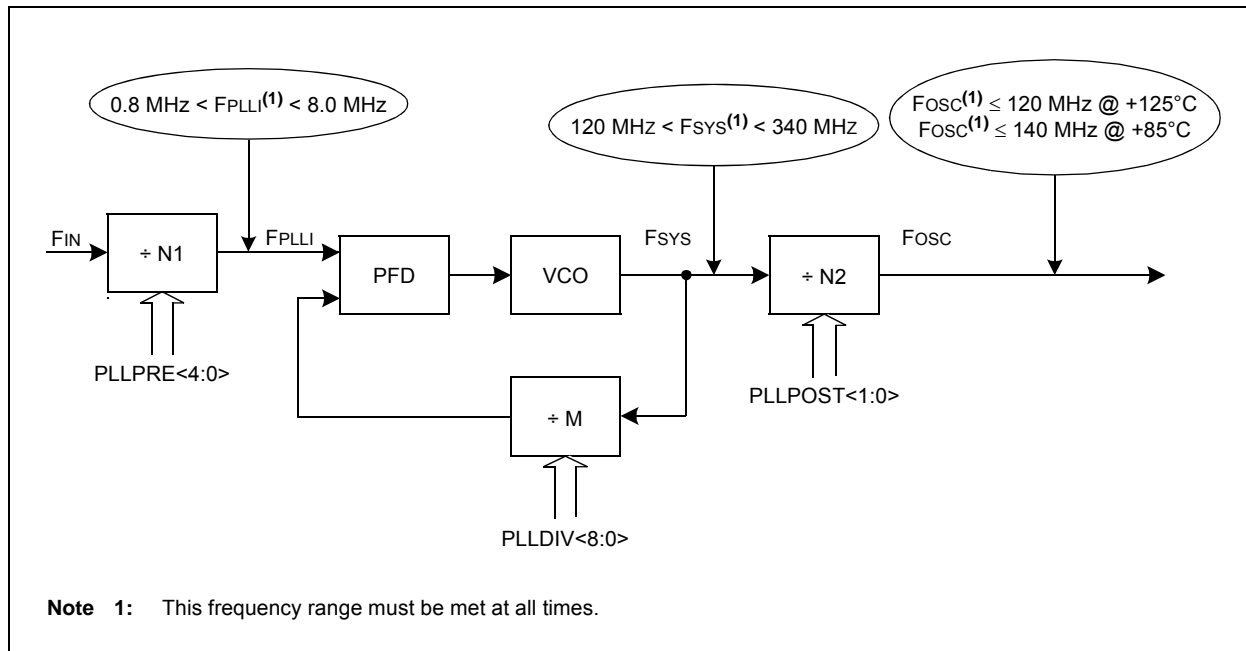 0.8 MHz < FPLLI(1) < 8.0 MHz
120 MHZ < FSYS(1) < 340 MHZ
FOSC(1) ≤ 120 MHz @ +125°C
FOSC(1) ≤ 140 MHz @ +85°C
FIN
÷ N1
FPLLI
PFD
VCO
FSYS
÷ N2
FOSC
PLLPRE<4:0>
PLLPOST<1:0>
÷ M
PLLDIV<8:0>
Note 1: This frequency range must be met at all times.